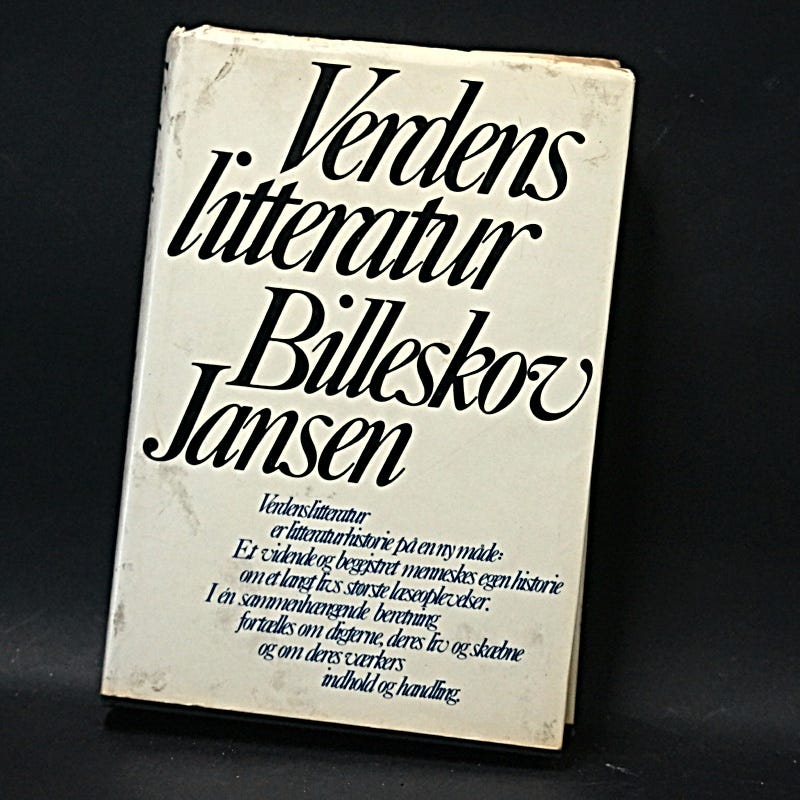 Verdens
litteratur
Billeskov
Jansen
Verdenslitteratur
er litteraturhistorie på en ny måde:
Et vidende og begejstret menneskes egen historie
om et langt livs største læseoplevelser.
I én sammenhængende beretning
fortælles om digterne, deres liv og skæbne
og om deres værkers
indhold og handling.